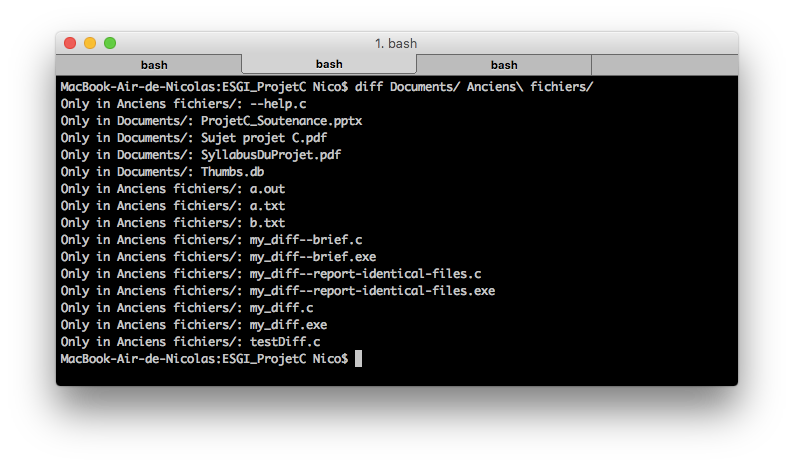 1. bash
bash bash bash
MacBook-Air-de-Nicolas:ESGI_ProjetC Nico$ diff Documents/ Anciens\ fichiers/
Only in Anciens fichiers/: --help.c
Only in Documents/: ProjetC_Soutenance.pptx
Only in Documents/: Sujet projet C.pdf
Only in Documents/: SyllabusDuProjet.pdf
Only in Documents/: Thumbs.db
Only in Anciens fichiers/: a.out
Only in Anciens fichiers/: a.txt
Only in Anciens fichiers/: b.txt
Only in Anciens fichiers/: my_diff--brief.c
Only in Anciens fichiers/: my_diff--brief.exe
Only in Anciens fichiers/: my_diff--report-identical-files.c
Only in Anciens fichiers/: my_diff--report-identical-files.exe
Only in Anciens fichiers/: my_diff.c
Only in Anciens fichiers/: my_diff.exe
Only in Anciens fichiers/: testDiff.c
MacBook-Air-de-Nicolas:ESGI_ProjetC Nico$